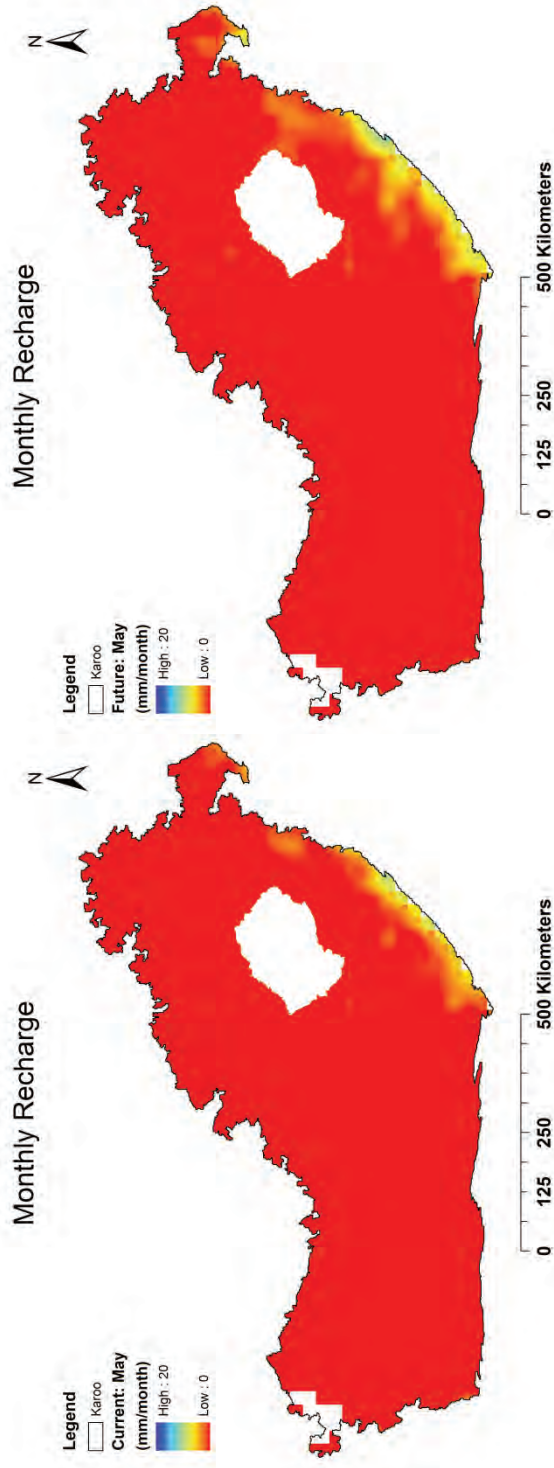 Monthly Recharge
N
Legend
Karoo
Current: May
(mm/month)
High : 20
Low : 0
0 125 250 500 Kilometers
Monthly Recharge
N
Legend
Karoo
Future: May
(mm/month)
High : 20
Low : 0
0 125 250 500 Kilometers